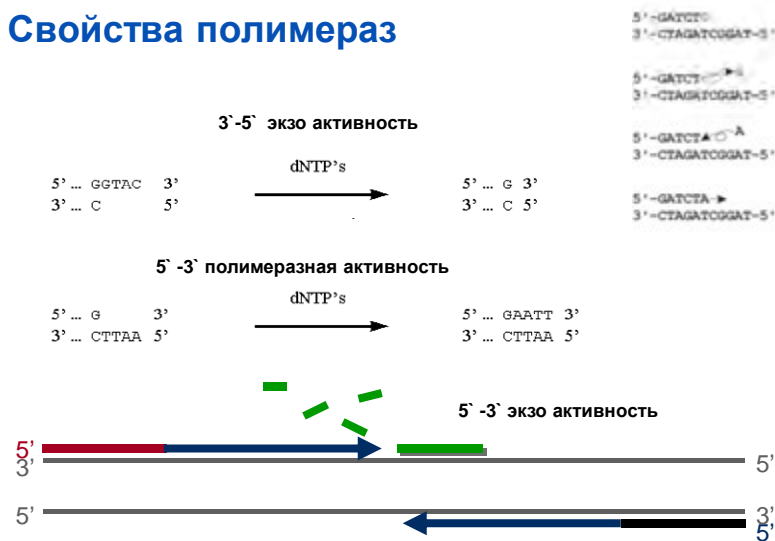 Свойства полимераз
5'-GATCT
3'-CTAGATCGGAT-5'
5'-GATCT
3'-CTAGATCGGAT-5'
5'-GATCT A
3'-CTAGATCGGAT-5'
5'-GATCTA
3'-CTAGATCGGAT-5'
3`-5` экзо активность
dNTP's
5' ... GGTAC 3'
3' ... C 5'
5' ... G 3'
3' ... C 5'
5` -3` полимеразная активность
dNTP's
5' ... G 3'
3' ... CTTAA 5'
5' ... GAATT 3'
3' ... CTTAA 5'
5` -3` экзо активность
5'
3' 5'
5' 3'
5'